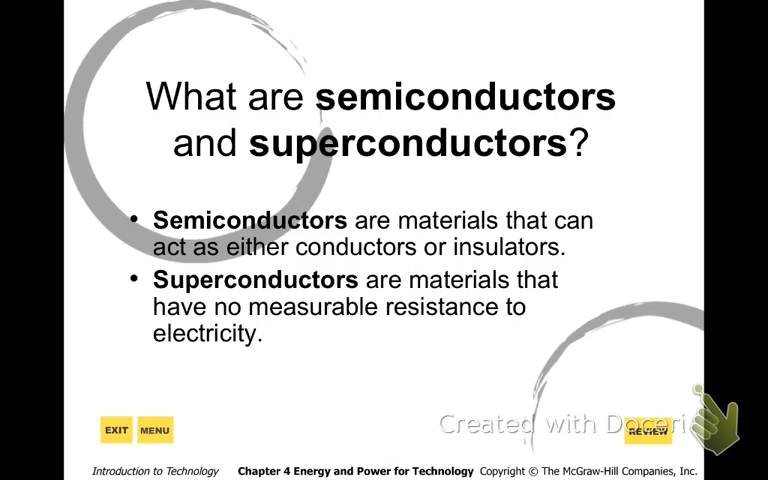 What are semiconductors
and superconductors?
• Semiconductors are materials that can
act as either conductors or insulators.
• Superconductors are materials that
have no measurable resistance to
electricity.
Created with Doceri
EXIT MENU REVIEW
Introduction to Technology Chapter 4 Energy and Power for Technology Copyright © The McGraw-Hill Companies, Inc.